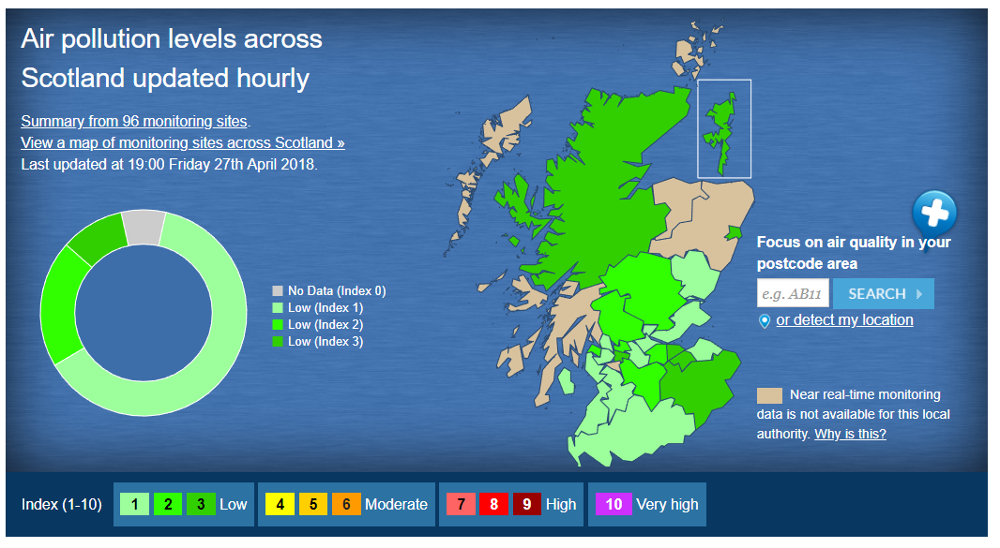 Air pollution levels across
Scotland updated hourly
Summary from 96 monitoring sites.
View a map of monitoring sites across Scotland »
Last updated at 19:00 Friday 27th April 2018.
No Data (Index 0)
Low (Index 1)
Low (Index 2)
Low (Index 3)
Focus on air quality in your
postcode area
e.g. AB11
SEARCH
or detect my location
Near real-time monitoring
data is not available for this local
authority. Why is this?
Index (1-10) 1 2 3 Low 4 5 6 Moderate 7 8 9 High 10 Very high